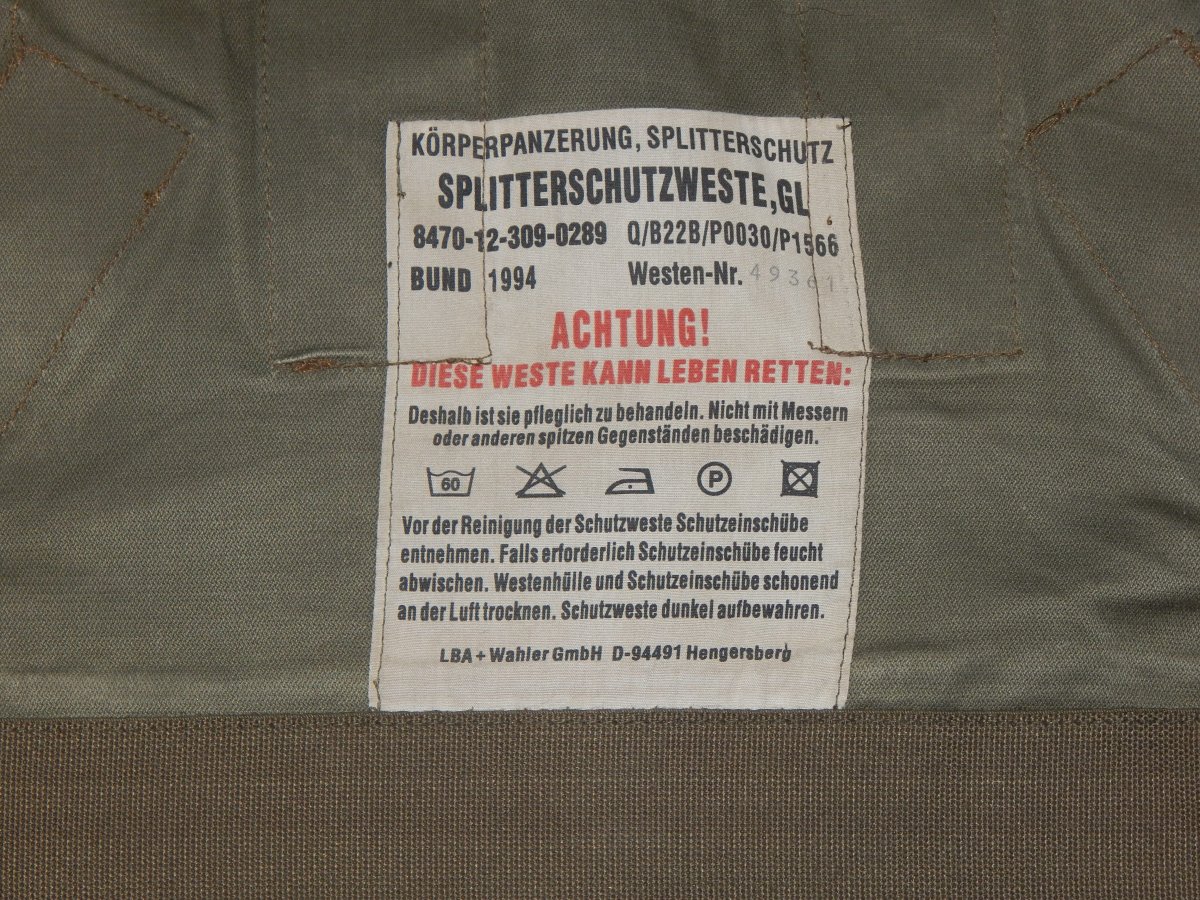 KÖRPERPANZERUNG, SPLITTERSCHUTZ
SPLITTERSCHUTZWESTE,GL
8470-12-309-0289 Q/B22B/P0030/P1566
BUND 1994 Westen-Nr. 49361
ACHTUNG!
DIESE WESTE KANN LEBEN RETTEN:
Deshalb ist sie pfleglich zu behandeln. Nicht mit Messern
oder anderen spitzen Gegenständen beschädigen.
60 P
Vor der Reinigung der Schutzweste Schutzeinschübe
entnehmen. Falls erforderlich Schutzeinschübe feucht
abwischen. Westenhülle und Schutzeinschübe schonend
an der Luft trocknen. Schutzweste dunkel aufbewahren.
LBA + Wahler GmbH D-94491 Hengersberg